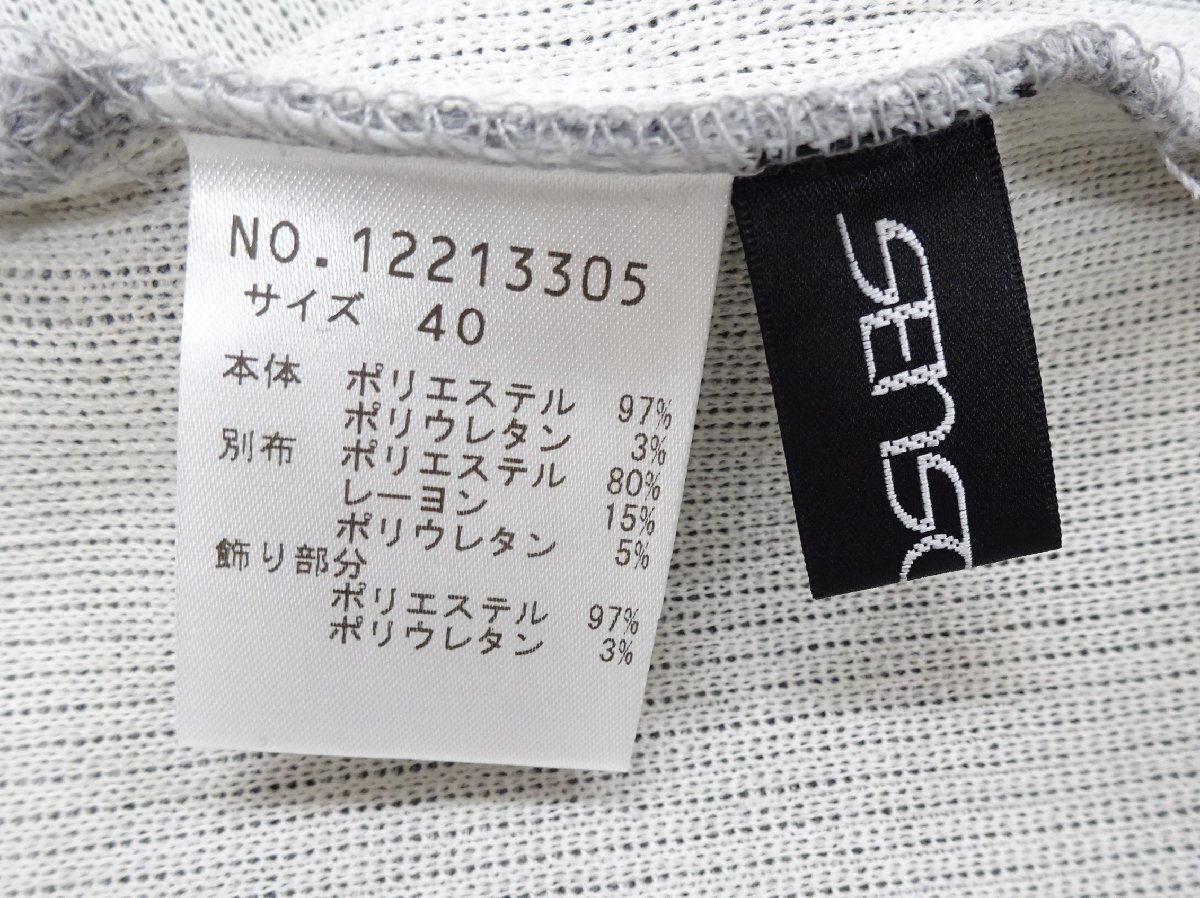 NO.12213305
サイズ 40
本体 ポリエステル 97%
ポリウレタン 3%
別布 ポリエステル 80%
レーヨン 15%
ポリウレタン 5%
飾り部分
ポリエステル 97%
ポリウレタン 3%
SENSO